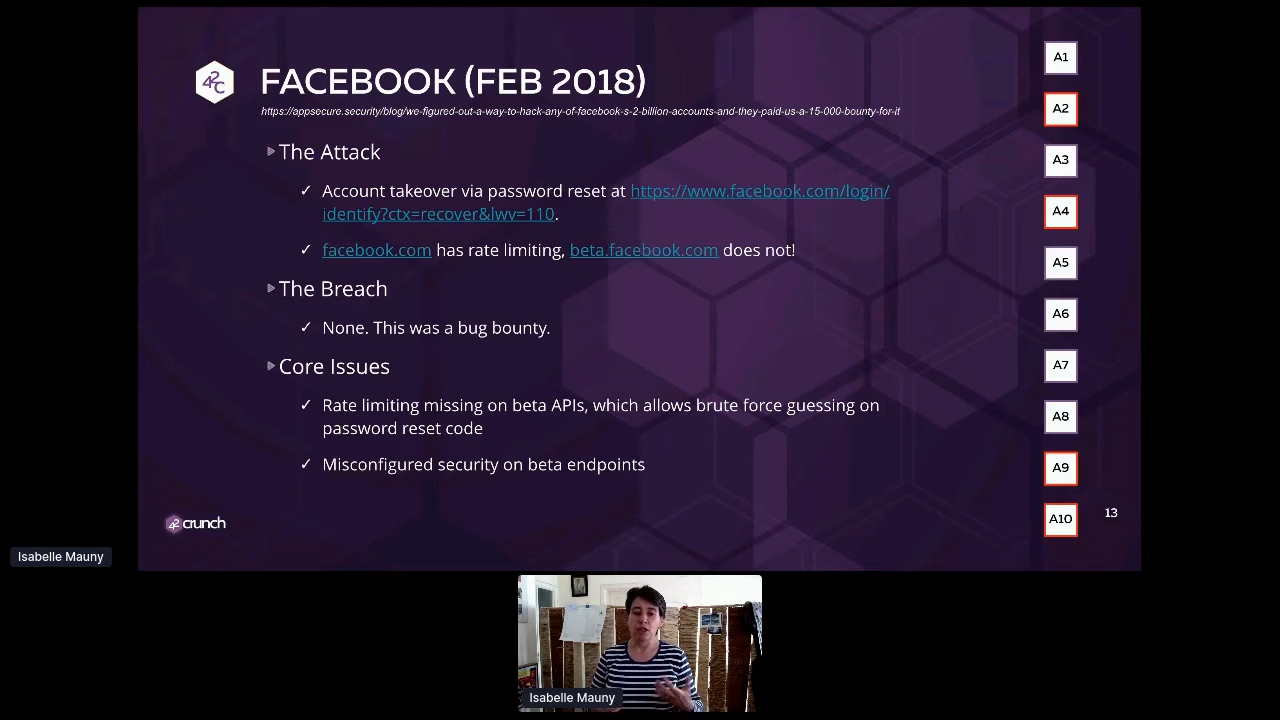 FACEBOOK (FEB 2018)
https://appsecure.security/blog/we-figured-out-a-way-to-hack-any-of-facebook-s-2-billion-accounts-and-they-paid-us-a-15-000-bounty-for-it
The Attack
✓ Account takeover via password reset at https://www.facebook.com/login/
identify?ctx=recover&lwv=110.
✓ facebook.com has rate limiting, beta.facebook.com does not!
The Breach
✓ None. This was a bug bounty.
Core Issues
✓ Rate limiting missing on beta APIs, which allows brute force guessing on
password reset code
✓ Misconfigured security on beta endpoints
A1
A2
A3
A4
A5
A6
A7
A8
A9
A10
13
42 crunch
Isabelle Mauny
Isabelle Mauny